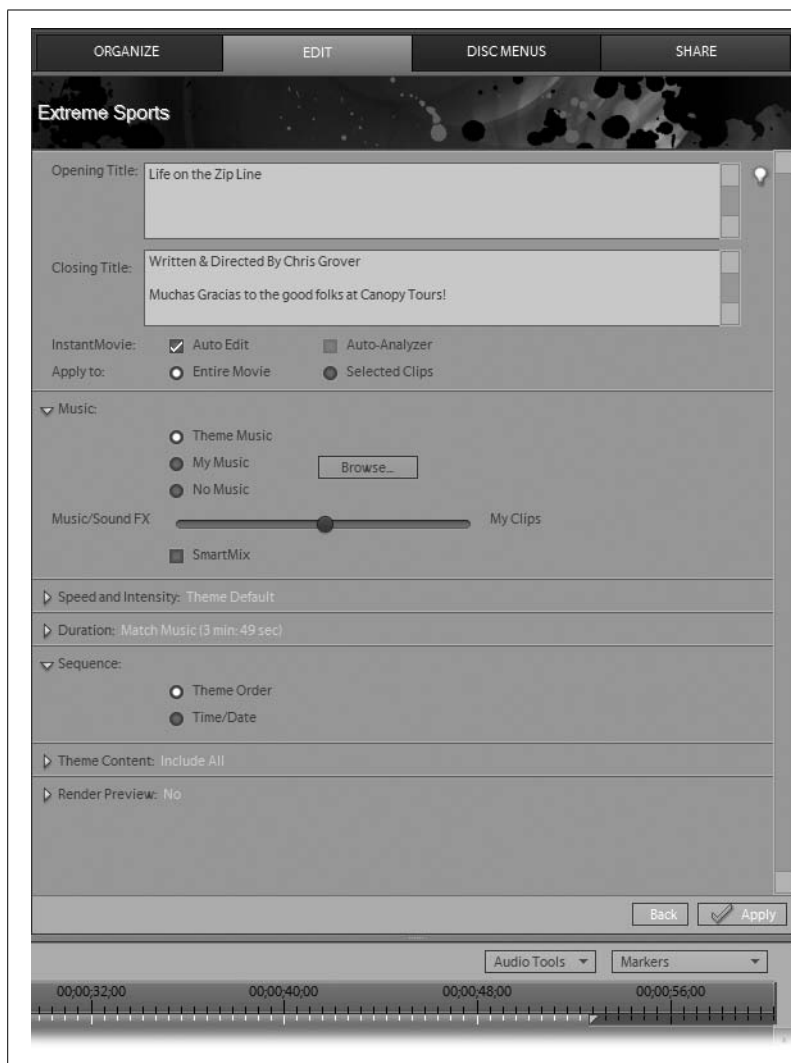 ORGANIZE EDIT DISC MENUS SHARE
Extreme Sports
Opening Title: Life on the Zip Line
Closing Title: Written & Directed By Chris Grover
Muchas Gracias to the good folks at Canopy Tours!
InstantMovie: Auto Edit Auto-Analyzer
Apply to: Entire Movie Selected Clips
Music:
Theme Music
My Music Browse...
No Music
Music/Sound FX My Clips
SmartMix
Speed and Intensity: Theme Default
Duration: Match Music (3 min: 49 sec)
Sequence:
Theme Order
Time/Date
Theme Content: Include All
Render Preview: No
Back Apply
Audio Tools Markers
00;00;32;00 00;00;40;00 00;00;48;00 00;00;56;00